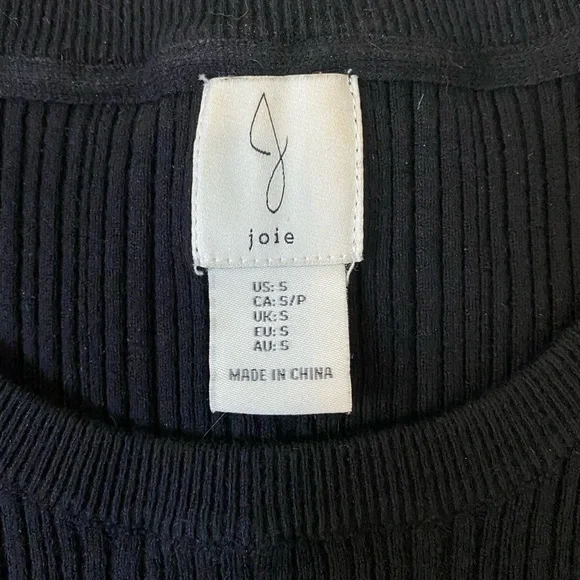 joie
US: S
CA: S/P
UK: S
EU: S
AU: S
MADE IN CHINA